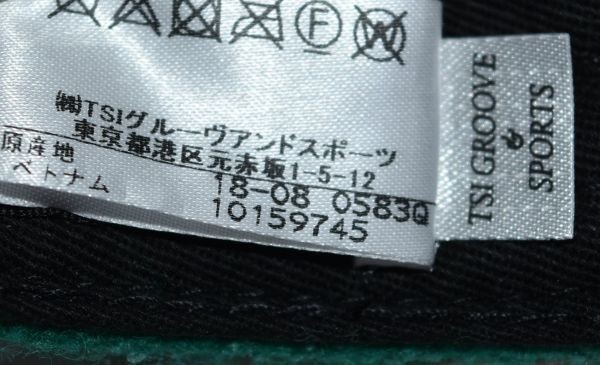 ㈱TSIグルーヴアンドスポーツ
東京都港区元赤坂1-5-12
原産地
ベトナム
18-08 0583Q
10159745
TSI GROOVE
&
SPORTS